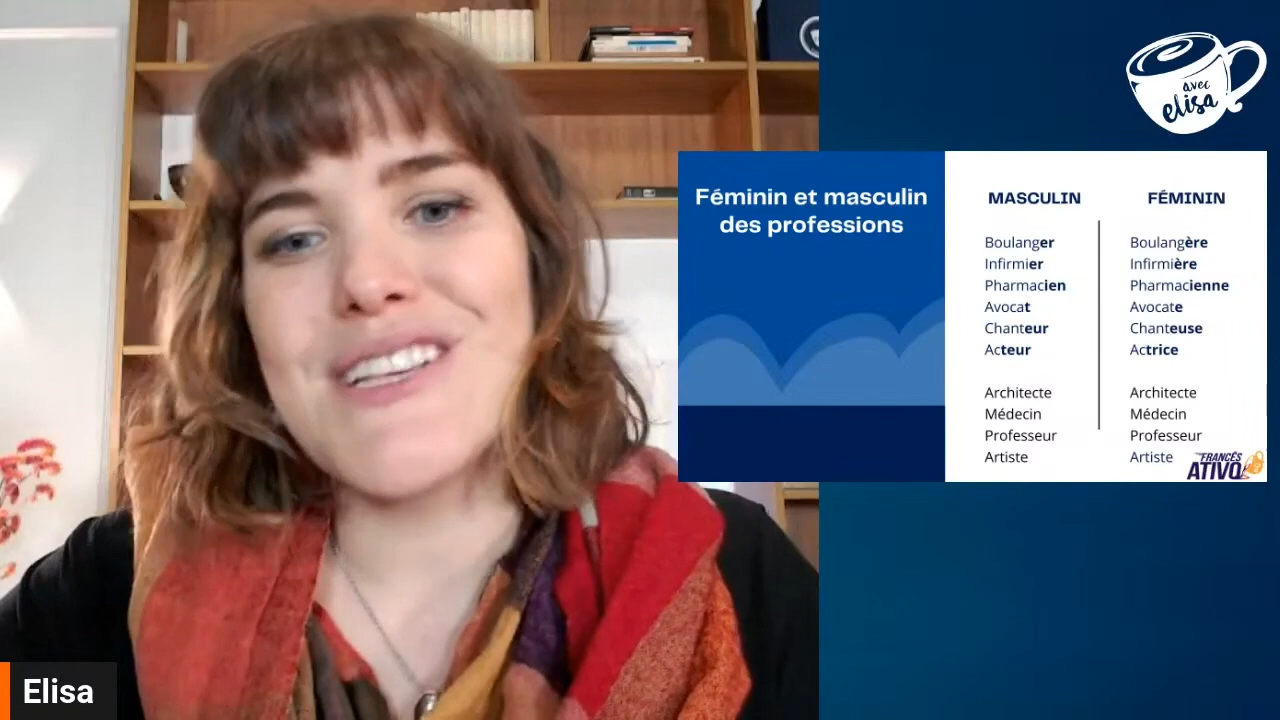 avec
elisa
Féminin et masculin
des professions
MASCULIN
FÉMININ
Boulanger
Boulangère
Infirmier
Infirmière
Pharmacien
Pharmacienne
Avocat
Avocate
Chanteur
Chanteuse
Acteur
Actrice
Architecte
Architecte
Médecin
Médecin
Professeur
Professeur
Artiste
Artiste
FRANCÊS
ATIVO
Elisa